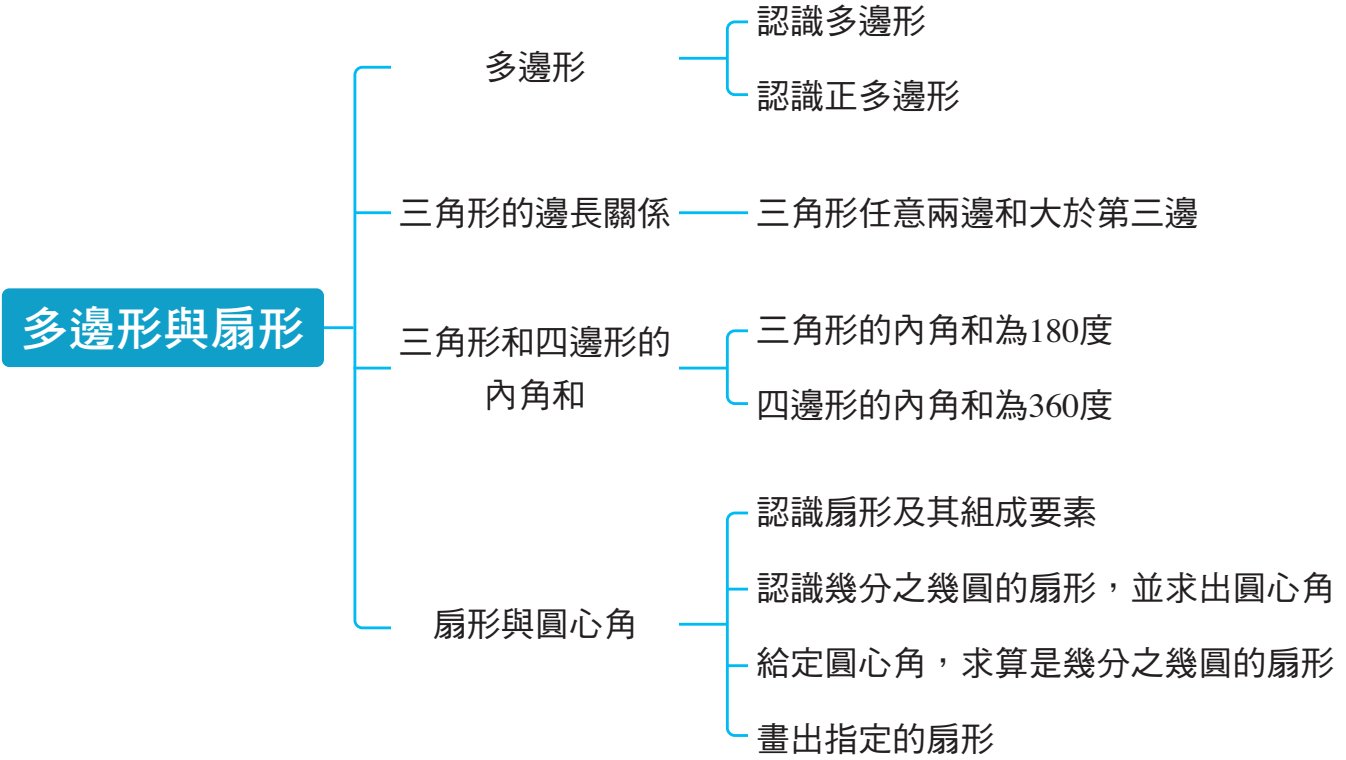 多邊形與扇形
多邊形
認識多邊形
認識正多邊形
三角形的邊長關係
三角形任意兩邊和大於第三邊
三角形和四邊形的
內角和
三角形的內角和為180度
四邊形的內角和為360度
扇形與圓心角
認識扇形及其組成要素
認識幾分之幾圓的扇形，並求出圓心角
給定圓心角，求算是幾分之幾圓的扇形
畫出指定的扇形